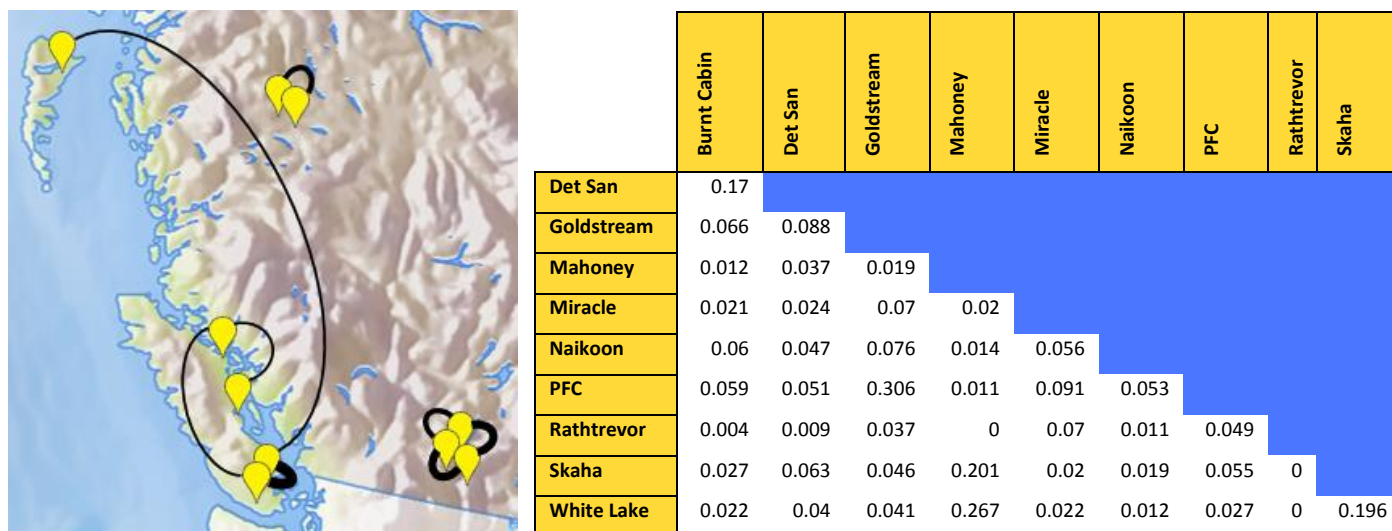 Burnt Cabin Det San Goldstream Mahoney Miracle Naikoon PFC Rathtrevor Skaha
Det San 0.17
Goldstream 0.066 0.088
Mahoney 0.012 0.037 0.019
Miracle 0.021 0.024 0.07 0.02
Naikoon 0.06 0.047 0.076 0.014 0.056
PFC 0.059 0.051 0.306 0.011 0.091 0.053
Rathtrevor 0.004 0.009 0.037 0 0.07 0.011 0.049
Skaha 0.027 0.063 0.046 0.201 0.02 0.019 0.055 0
White Lake 0.022 0.04 0.041 0.267 0.022 0.012 0.027 0 0.196